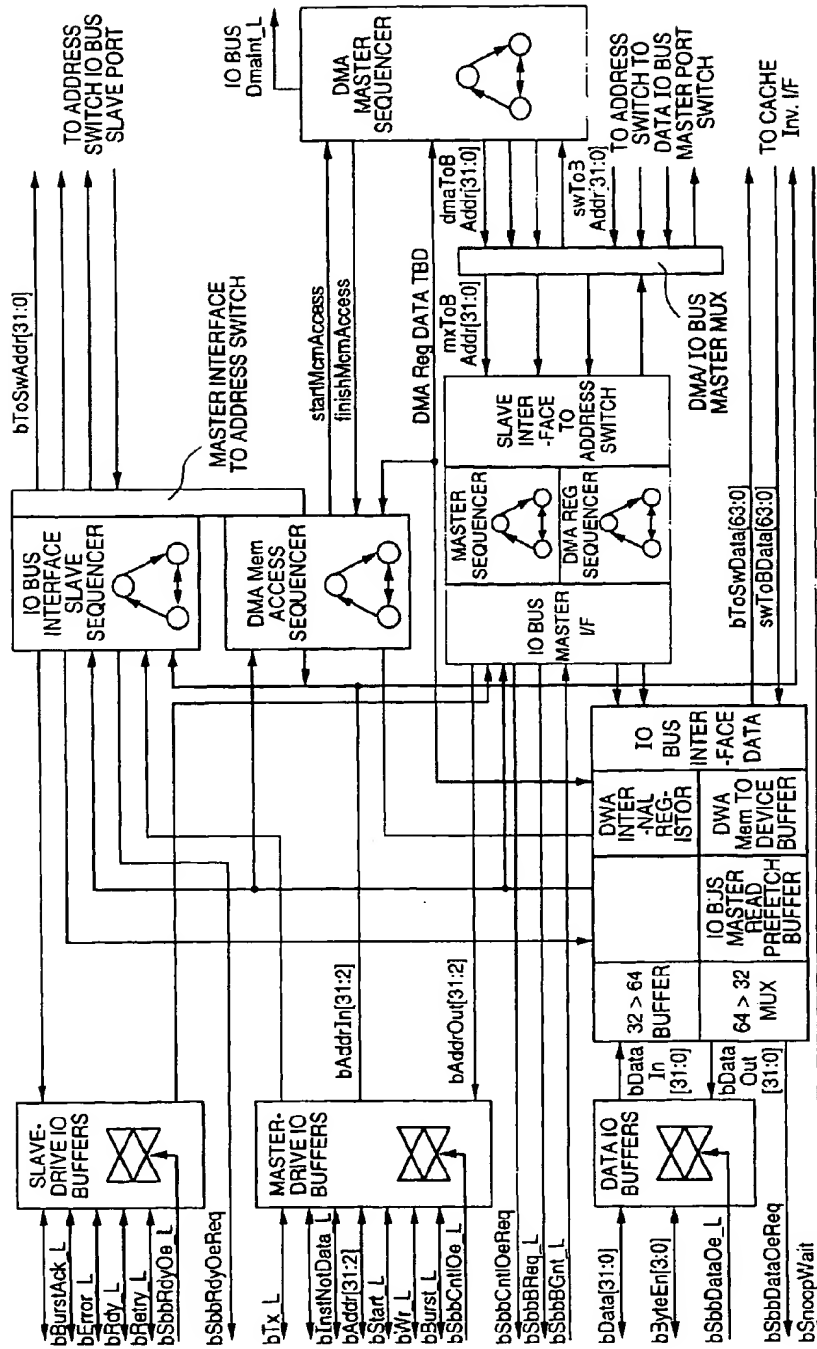 bBurstAck_L
bError_L
bRdy_L
bRetry_L
bSbbRdyOe_L
bSbbRdyOeReq
bTx_L
bInstNotData_L
bAddr[31:2]
bStart_L
bWr_L
bBurst_L
bSbbCntlOe_L
bSbbCntlOeReq
bSbbBReq_L
bSbbBGnt_L
bData[31:0]
bByteEn[3:0]
bSbbDataOe_L
bSbbDataOeReq
bSnoopWait
SLAVE-
DRIVE IO
BUFFERS
MASTER-
DRIVE IO
BUFFERS
DATA IO
BUFFERS
bAddrIn[31:2]
bAddrOut[31:2]
bData
In
[31:0]
bData
Out
[31:0]
32 > 64
BUFFER
64 > 32
MUX
IO BUS
MASTER
READ
PREFETCH
BUFFER
DWA
INTER
-NAL
REG-
ISTOR
DWA
Mem TO
DEVICE
BUFFER
IO
BUS
INTER
-FACE
DATA
IO BUS
INTERFACE
SLAVE
SEQUENCER
DMA Mem
ACCESS
SEQUENCER
IO BUS
MASTER
I/F
MASTER
SEQUENCER
DMA REG
SEQUENCER
SLAVE
INTER
-FACE
TO
ADDRESS
SWITCH
MASTER INTERFACE
TO ADDRESS SWITCH
bToSwAddr[31:0]
TO ADDRESS
SWITCH IO BUS
SLAVE PORT
startMcmAccess
finishMcmAccess
DMA Reg DATA TBD
IO BUS
DmaInt_L
DMA
MASTER
SEQUENCER
mxToB
Addr[31:0]
dmaToB
Addr[31:0]
swToB
Addr[31:0]
DMA/ IO BUS
MASTER MUX
TO ADDRESS
SWITCH TO
DATA IO BUS
MASTER PORT
SWITCH
bToSwData[63:0]
swToBData[63:0]
TO CACHE
Inv. I/F